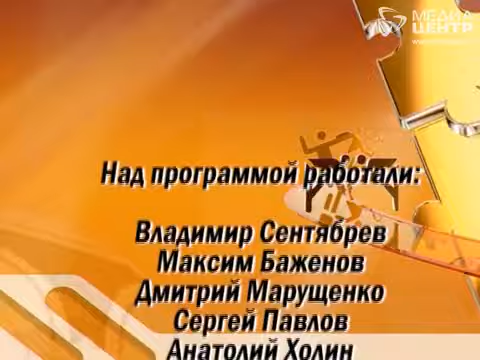 МЕДИА
ЦЕНТР
Над программой работали:
Владимир Сентябрев
Максим Баженов
Дмитрий Марущенко
Сергей Павлов
Анатолий Холин